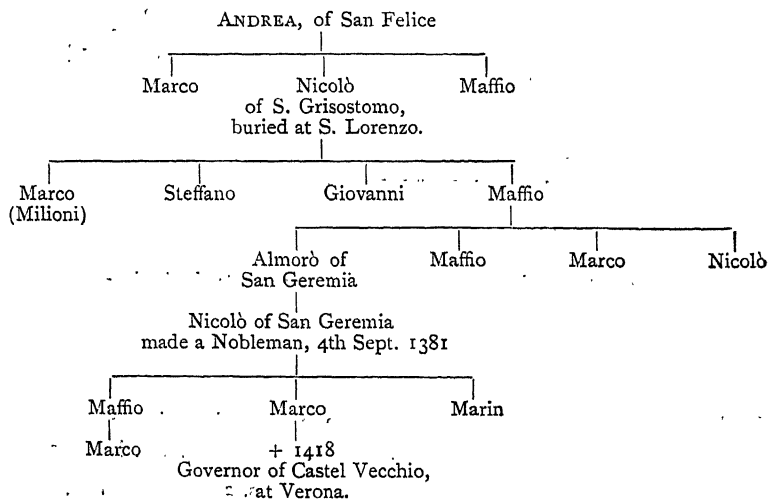 ANDREA, of San Felice
Marco Nicolò Maffio
of S. Grisostomo,
buried at S. Lorenzo.
Marco Steffano Giovanni Maffio
(Milioni)
Almorò of Maffio Marco Nicolò
San Geremia
Nicolò of San Geremia
made a Nobleman, 4th Sept. 1381
Maffio Marco Marin
Marco + 1418
Governor of Castel Vecchio,
at Verona.